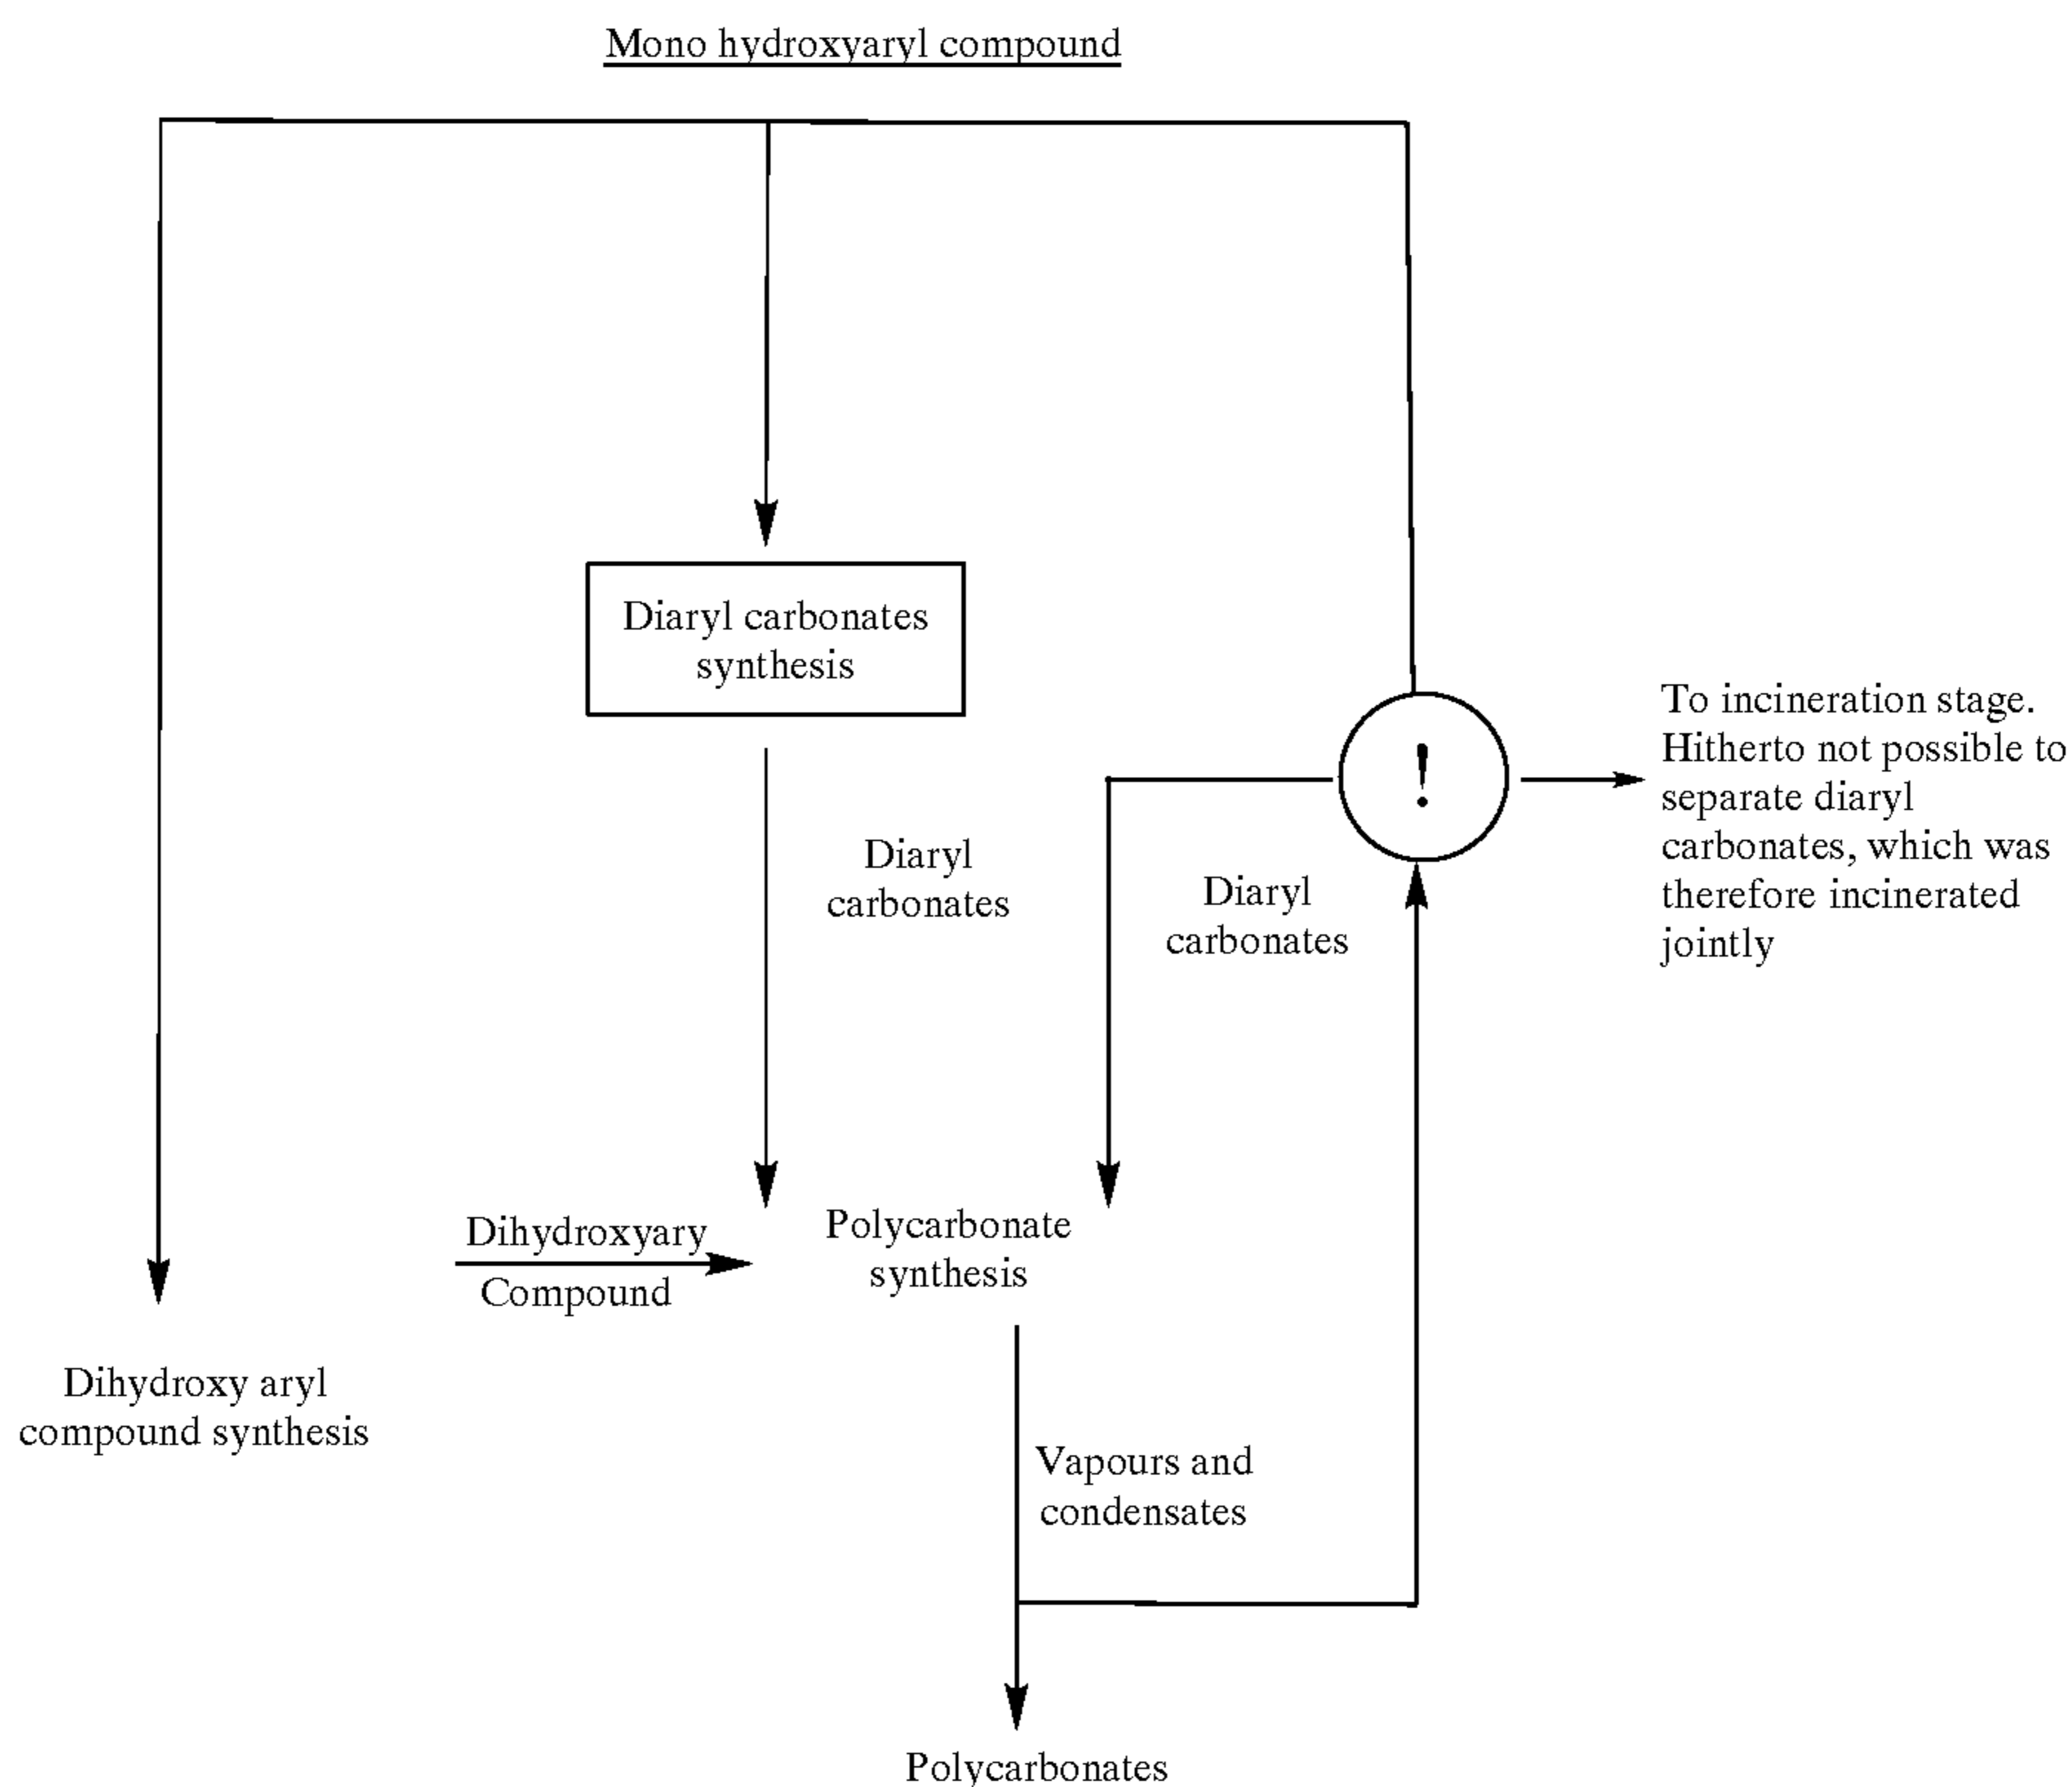 Mono hydroxyaryl compound
Diaryl carbonates
synthesis
!
To incineration stage.
Hitherto not possible to
separate diaryl
carbonates, which was
therefore incinerated
jointly
Diaryl
carbonates
Diaryl
carbonates
Dihydroxyary
Compound
Polycarbonate
synthesis
Dihydroxy aryl
compound synthesis
Vapours and
condensates
Polycarbonates